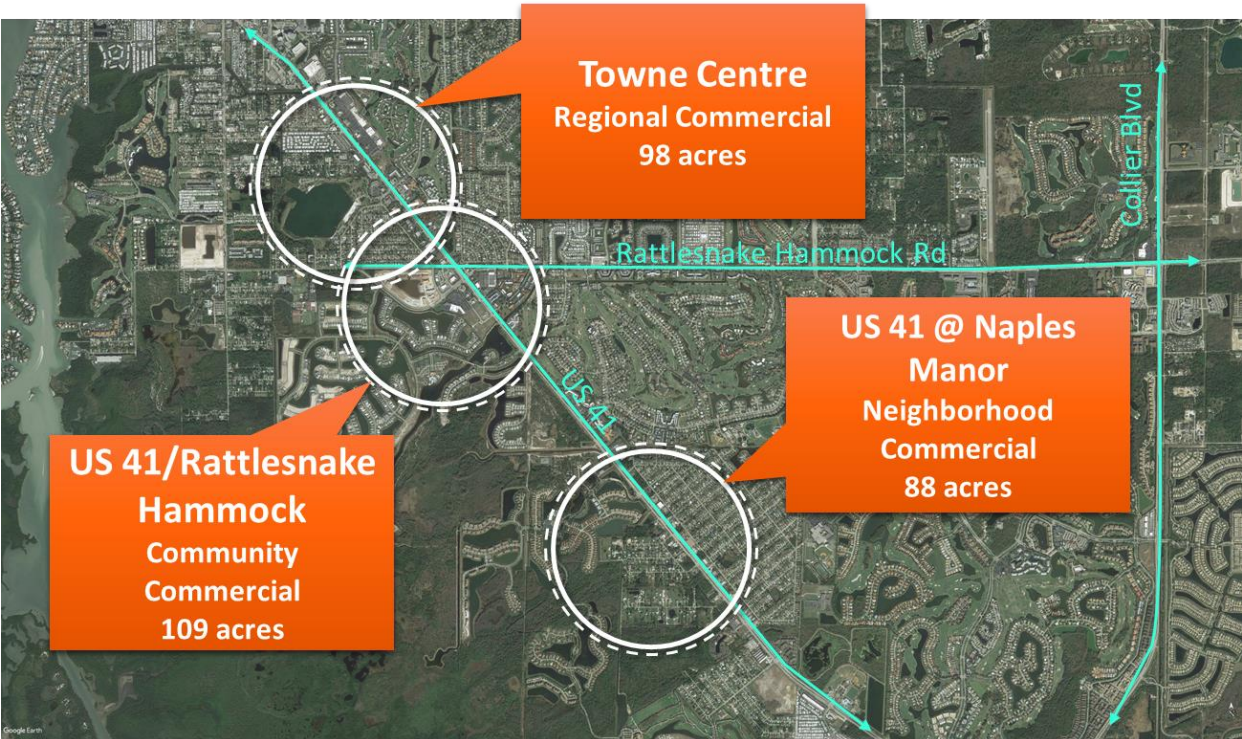 Towne Centre
Regional Commercial
98 acres
Collier Blvd
Rattlesnake Hammock Rd
US 41 @ Naples
Manor
Neighborhood
Commercial
88 acres
US 41
US 41/Rattlesnake
Hammock
Community
Commercial
109 acres
Google Earth